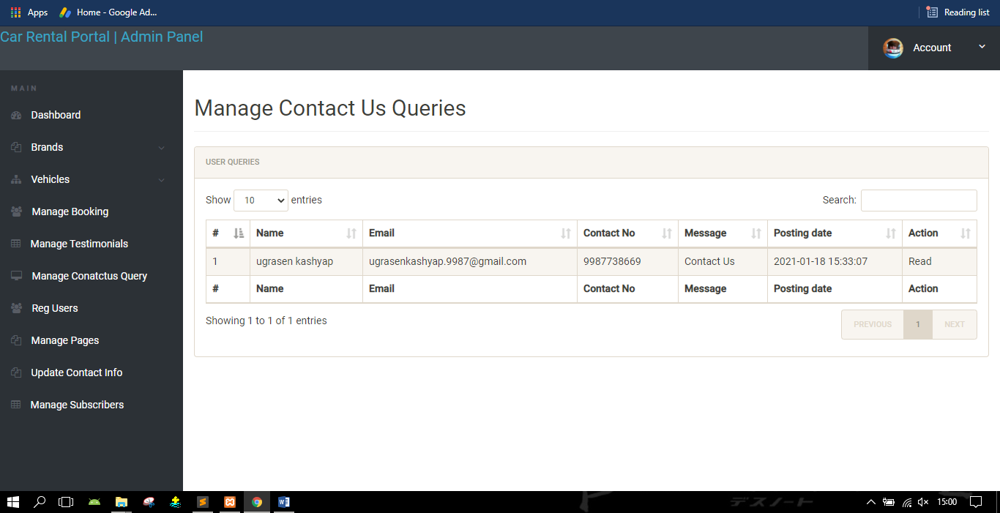 Apps Home - Google Ad... Reading list
Car Rental Portal | Admin Panel
Account
MAIN
Dashboard
Brands
Vehicles
Manage Booking
Manage Testimonials
Manage Conatctus Query
Reg Users
Manage Pages
Update Contact Info
Manage Subscribers
Manage Contact Us Queries
USER QUERIES
Show 10 entries Search:
# Name Email Contact No Message Posting date Action
1 ugrasen kashyap ugrasenkashyap.9987@gmail.com 9987738669 Contact Us 2021-01-18 15:33:07 Read
# Name Email Contact No Message Posting date Action
Showing 1 to 1 of 1 entries
PREVIOUS 1 NEXT
デスノート
15:00